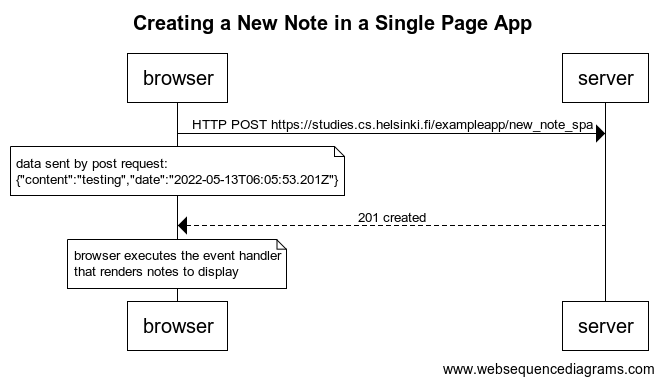 Creating a New Note in a Single Page App
browser
server
HTTP POST https://studies.cs.helsinki.fi/exampleapp/new_note_spa
data sent by post request:
{"content":"testing","date":"2022-05-13T06:05:53.201Z"}
201 created
browser executes the event handler
that renders notes to display
browser
server
www.websequencediagrams.com